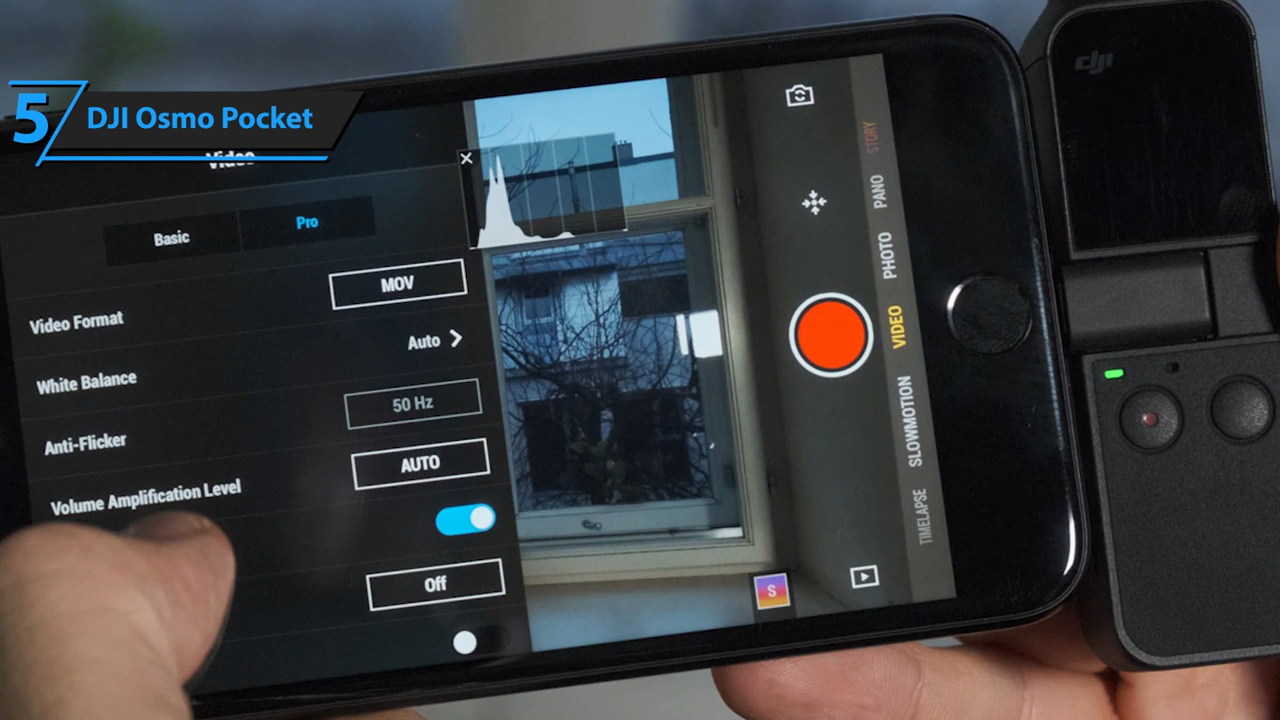 5
DJI Osmo Pocket
Video
Basic
Pro
Video Format
MOV
White Balance
Auto
Anti-Flicker
50 Hz
Volume Amplification Level
AUTO
Off
STORY
PANO
PHOTO
VIDEO
SLOWMOTION
TIMELAPSE
S
dji